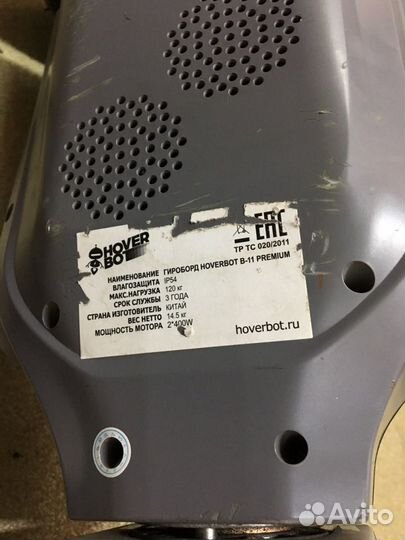 HOVER
BOT
ЕАС
ТР ТС 020/2011
НАИМЕНОВАНИЕ ГИРОБОРД HOVERBOT B-11 PREMIUM
ВЛАГОЗАЩИТА IP54
МАКС.НАГРУЗКА 120 кг
СРОК СЛУЖБЫ 3 ГОДА
СТРАНА ИЗГОТОВИТЕЛЬ КИТАЙ
ВЕС НЕТТО 14.5 кг
МОЩНОСТЬ МОТОРА 2*400W
hoverbot.ru
Avito